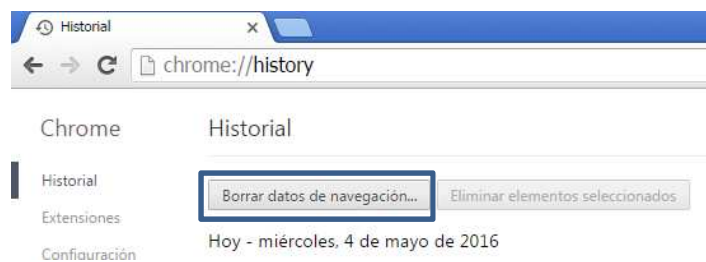 Historial
chrome://history
Chrome
Historial
Historial
Borrar datos de navegación... Eliminar elementos seleccionados
Extensiones
Hoy - miércoles, 4 de mayo de 2016
Configuración